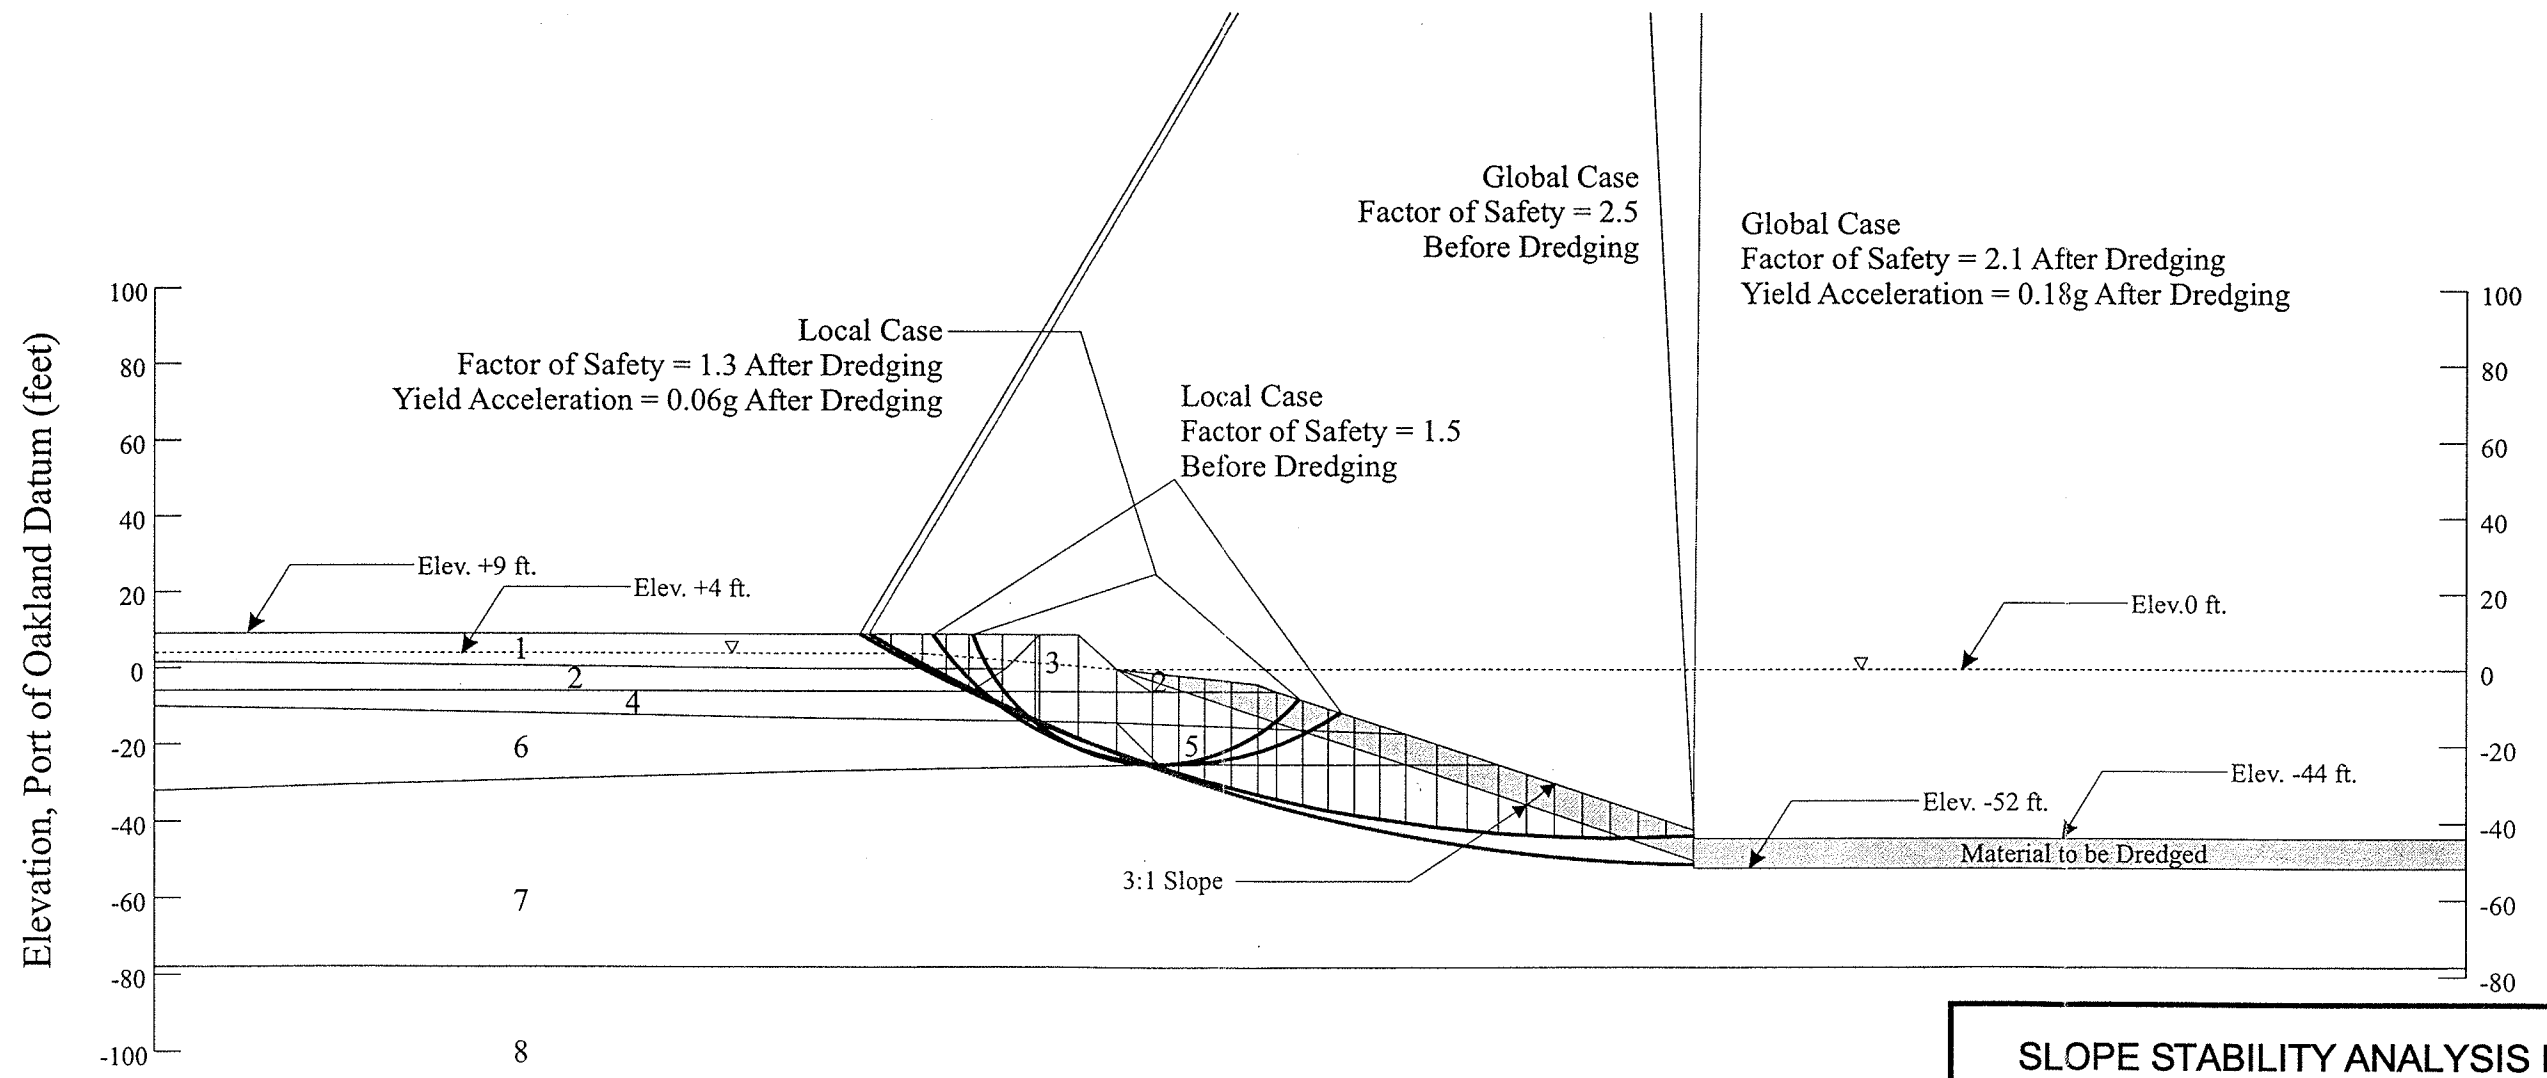 Elevation, Port of Oakland Datum (feet)
100
80
60
40
20
0
-20
-40
-60
-80
-100
Global Case
Factor of Safety = 2.5
Before Dredging
Global Case
Factor of Safety = 2.1 After Dredging
Yield Acceleration = 0.18g After Dredging
Local Case
Factor of Safety = 1.3 After Dredging
Yield Acceleration = 0.06g After Dredging
Local Case
Factor of Safety = 1.5
Before Dredging
Elev. +9 ft.
Elev. +4 ft.
Elev.0 ft.
1
2
3
2
4
5
6
7
8
Elev. -44 ft.
Elev. -52 ft.
Material to be Dredged
3:1 Slope
100
80
60
40
20
0
-20
-40
-60
-80
SLOPE STABILITY ANALYSIS